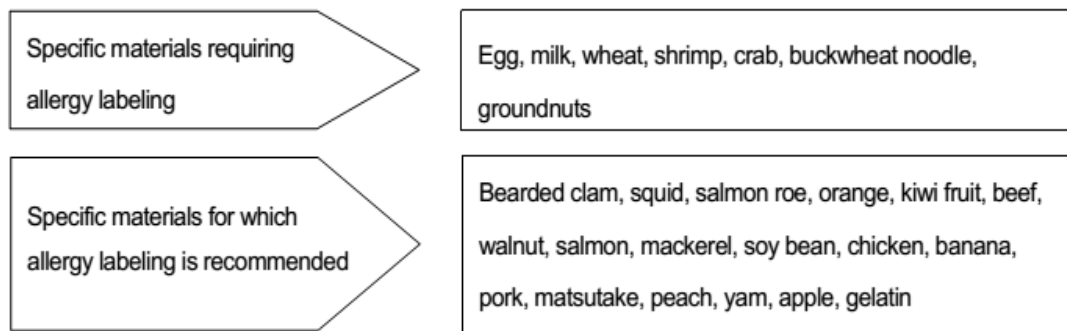 Specific materials requiring
allergy labeling
Egg, milk, wheat, shrimp, crab, buckwheat noodle,
groundnuts
Specific materials for which
allergy labeling is recommended
Bearded clam, squid, salmon roe, orange, kiwi fruit, beef,
walnut, salmon, mackerel, soy bean, chicken, banana,
pork, matsutake, peach, yam, apple, gelatin